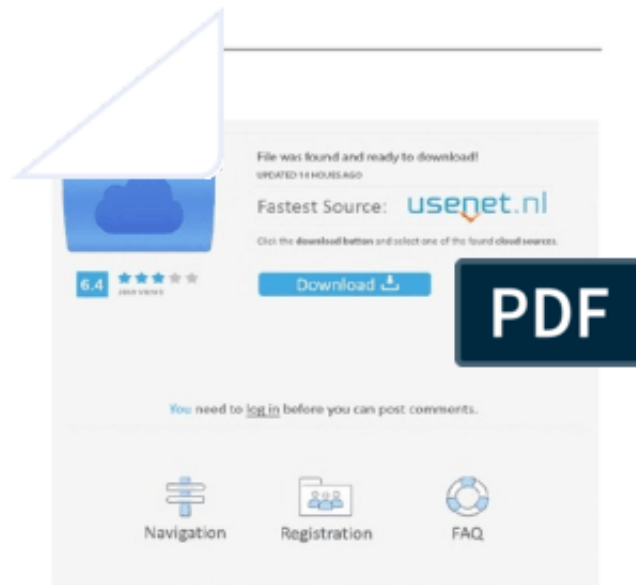 File was found and ready to download!
UPDATED 14 HOURS AGO
Fastest Source: usenet.nl
Click the download button and select one of the found cloud sources.
6.4
VIEWS
Download
PDF
You need to log in before you can post comments.
Navigation
Registration
FAQ